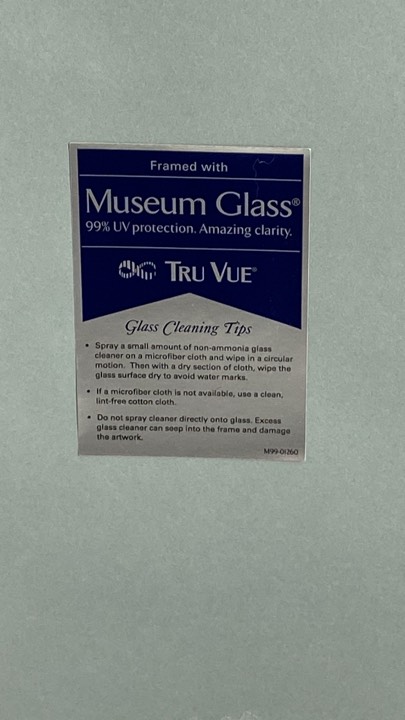 Framed with
Museum Glass®
99% UV protection. Amazing clarity.
TRU VUE®
Glass Cleaning Tips
• Spray a small amount of non-ammonia glass
cleaner on a microfiber cloth and wipe in a circular
motion. Then with a dry section of cloth, wipe the
glass surface dry to avoid water marks.
• If a microfiber cloth is not available, use a clean,
lint-free cotton cloth.
• Do not spray cleaner directly onto glass. Excess
glass cleaner can seep into the frame and damage
the artwork.
M99-01260